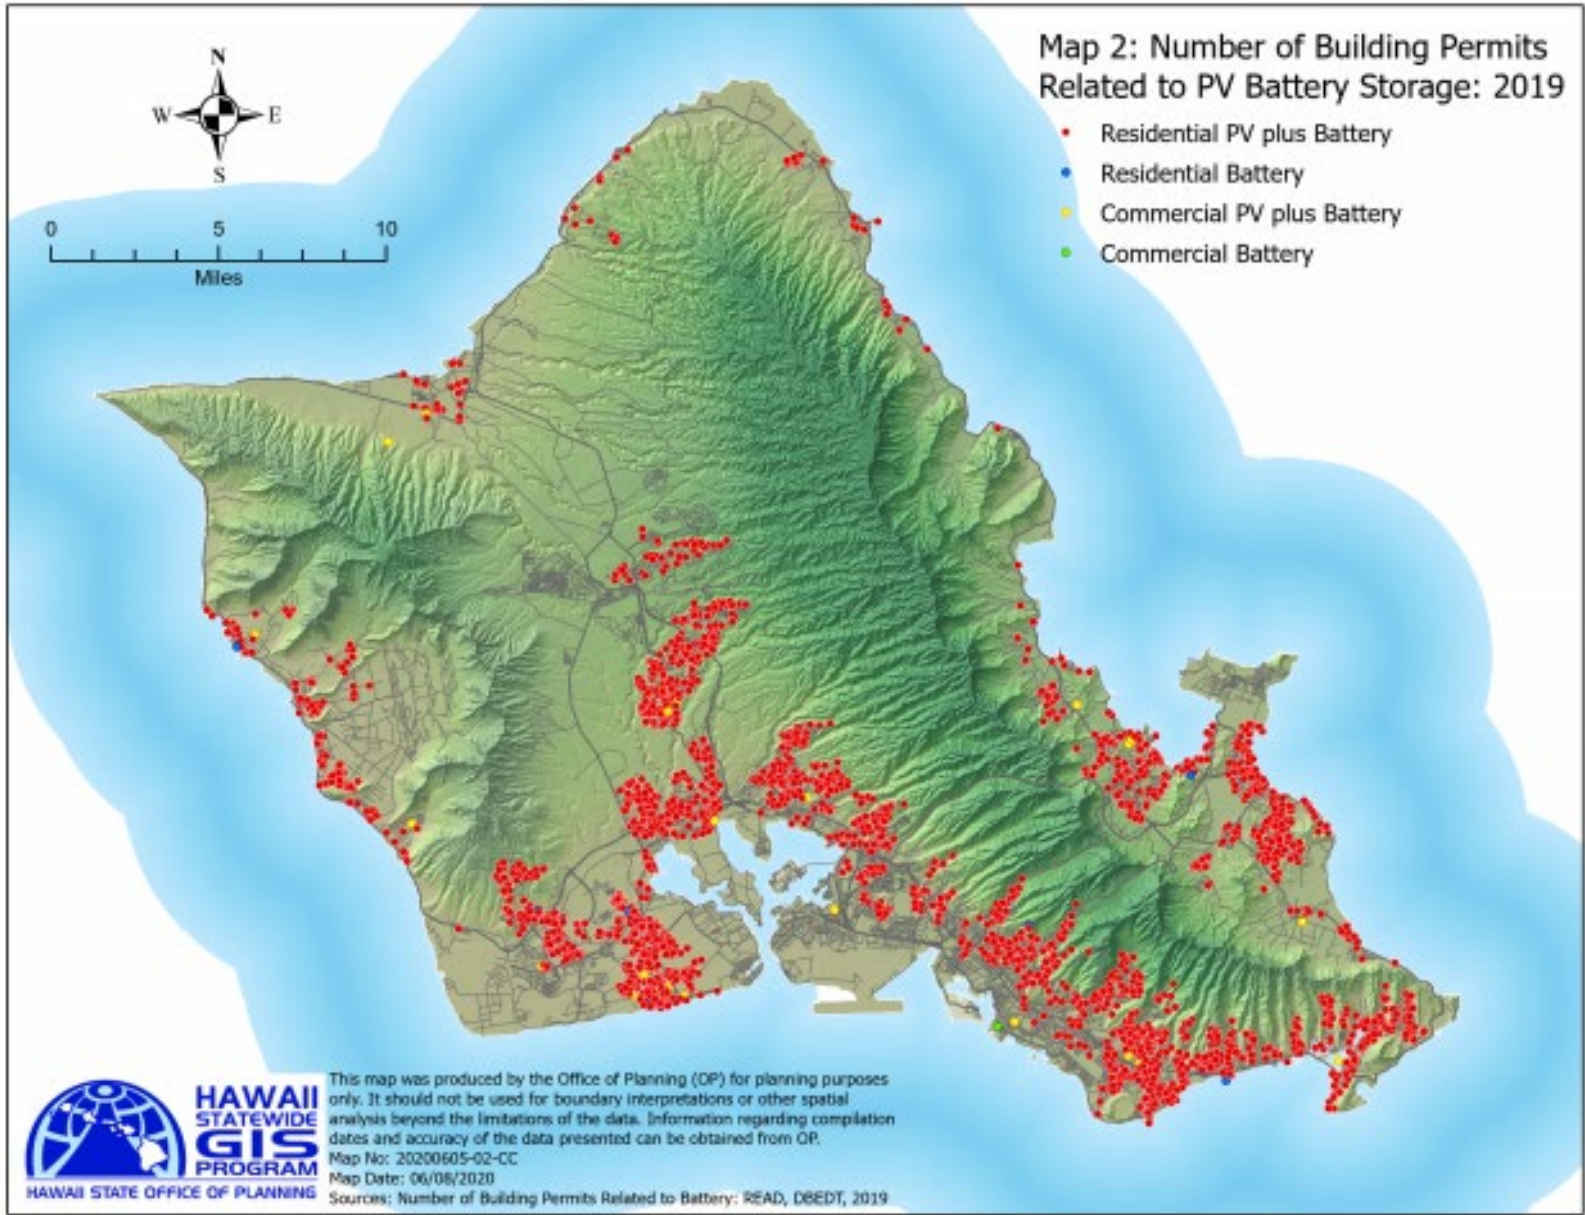 Map 2: Number of Building Permits
Related to PV Battery Storage: 2019
Residential PV plus Battery
Residential Battery
Commercial PV plus Battery
Commercial Battery
N
W E
S
0 5 10
Miles
HAWAII
STATEWIDE
GIS
PROGRAM
HAWAII STATE OFFICE OF PLANNING
This map was produced by the Office of Planning (OP) for planning purposes
only. It should not be used for boundary interpretations or other spatial
analysis beyond the limitations of the data. Information regarding compilation
dates and accuracy of the data presented can be obtained from OP.
Map No: 20200605-02-CC
Map Date: 06/08/2020
Sources: Number of Building Permits Related to Battery: READ, DBEDT, 2019